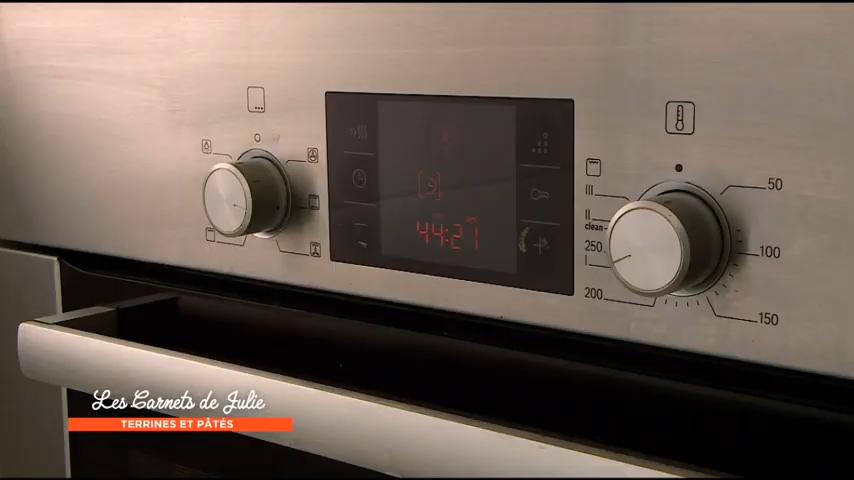 44:27
50
100
150
200
250
clean
I
II
III
Les Carnets de Julie
TERRINES ET PÂTÉS